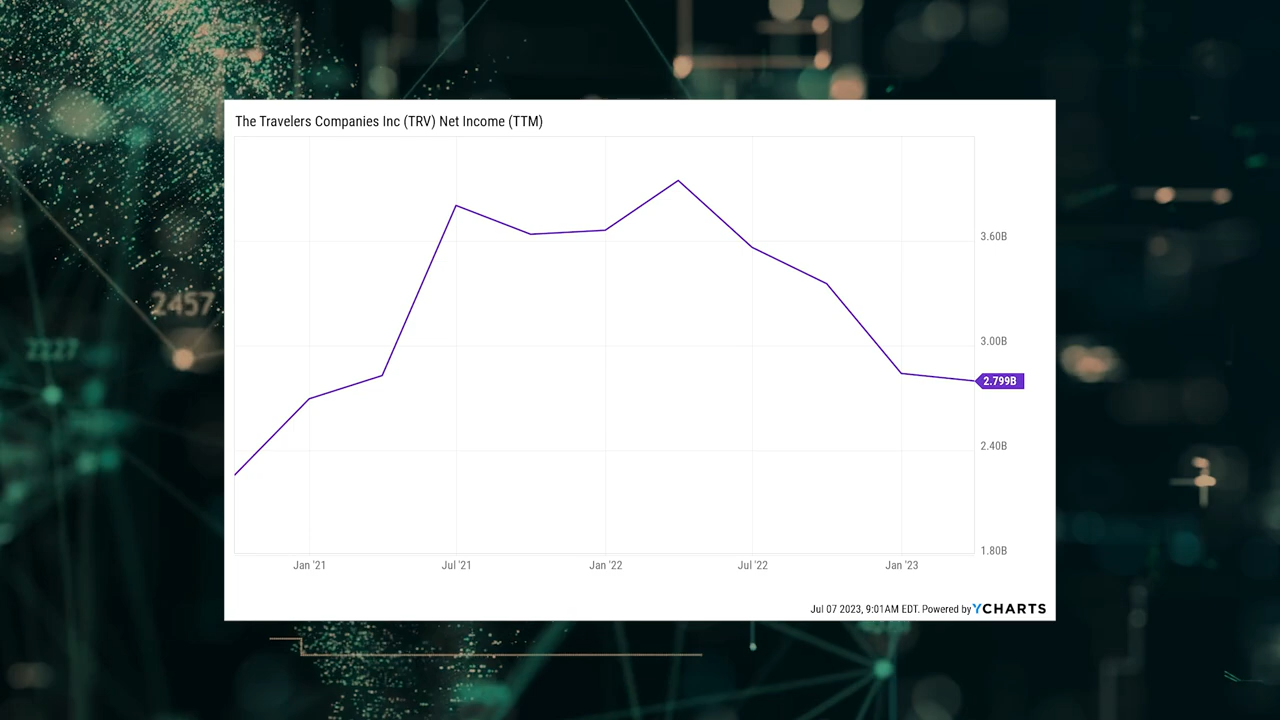 The Travelers Companies Inc (TRV) Net Income (TTM)
3.60B
2457
3.00B
2227
2.799B
2.40B
1.80B
Jan '21
Jul '21
Jan '22
Jul '22
Jan '23
Jul 07 2023, 9:01AM EDT. Powered by YCHARTS